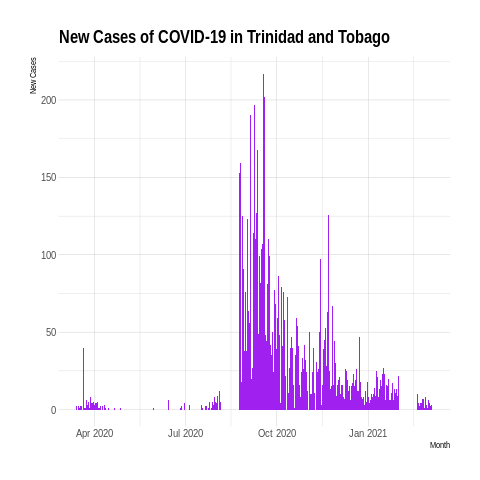 New Cases of COVID-19 in Trinidad and Tobago
New Cases
200
150
100
50
0
Apr 2020 Jul 2020 Oct 2020 Jan 2021
Month